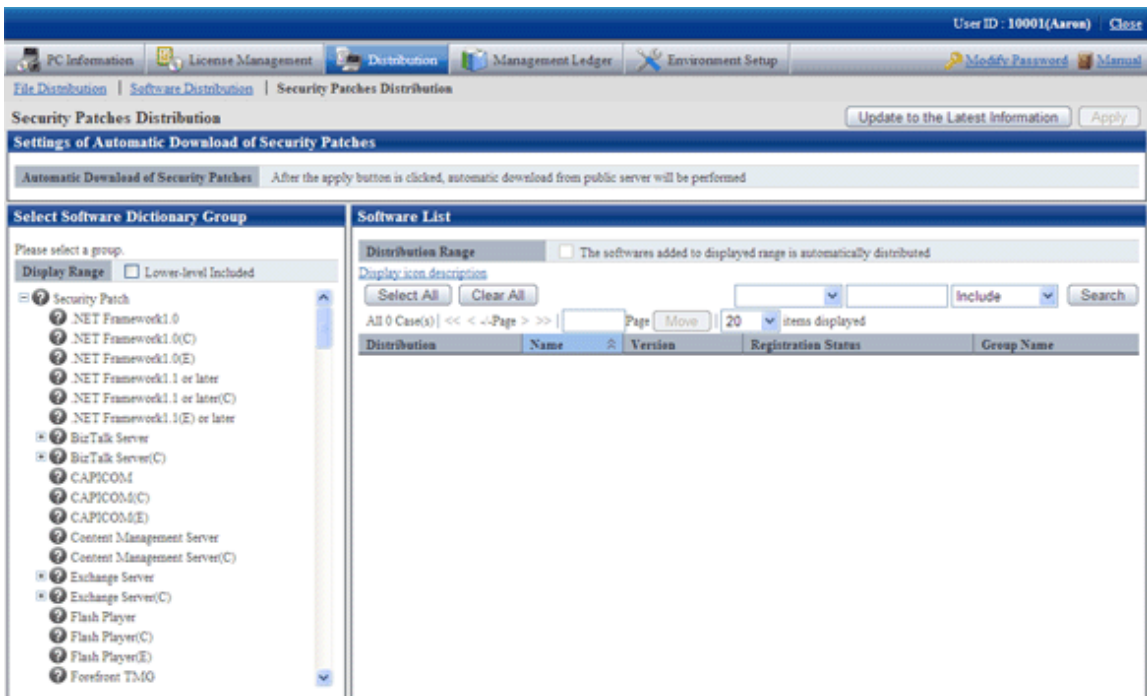 User ID : 10001(Aaron) Close
PC Information License Management Distribution Management Ledger Environment Setup Modify Password Manual
File Distribution | Software Distribution | Security Patches Distribution
Security Patches Distribution Update to the Latest Information Apply
Settings of Automatic Download of Security Patches
Automatic Download of Security Patches After the apply button is clicked, automatic download from public server will be performed
Select Software Dictionary Group
Please select a group.
Display Range Lower-level Included
Security Patch
.NET Framework1.0
.NET Framework1.0(C)
.NET Framework1.0(E)
.NET Framework1.1 or later
.NET Framework1.1 or later(C)
.NET Framework1.1(E) or later
BizTalk Server
BizTalk Server(C)
CAPICOM
CAPICOM(C)
CAPICOM(E)
Content Management Server
Content Management Server(C)
Exchange Server
Exchange Server(C)
Flash Player
Flash Player(C)
Flash Player(E)
Forefront TMG
Software List
Distribution Range The softwares added to displayed range is automatically distributed
Display icon description
Select All Clear All Include Search
All 0 Case(s) | << < -/-Page > >> | Page Move | 20 items displayed
Distribution Name Version Registration Status Group Name